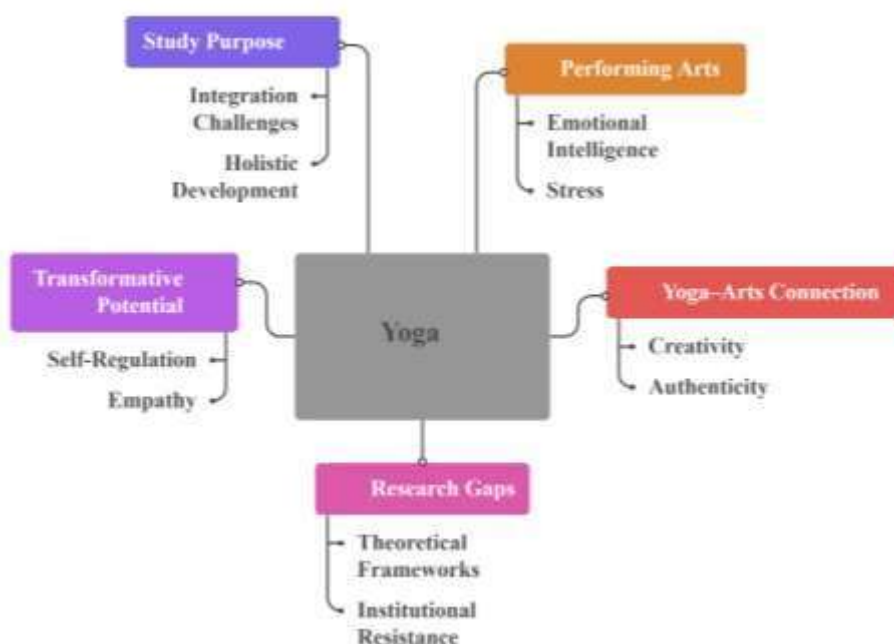 Study Purpose
Integration
Challenges
Holistic
Development
Performing Arts
Emotional
Intelligence
Stress
Transformative
Potential
Self-Regulation
Empathy
Yoga
Yoga–Arts Connection
Creativity
Authenticity
Research Gaps
Theoretical
Frameworks
Institutional
Resistance